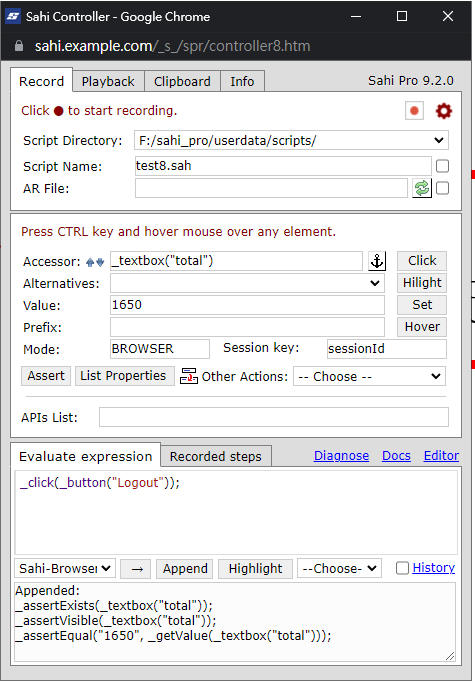 Sahi Controller - Google Chrome
sahi.example.com/_s_/spr/controller8.htm
Record Playback Clipboard Info Sahi Pro 9.2.0
Click to start recording.
Script Directory: F:/sahi_pro/userdata/scripts/
Script Name: test8.sah
AR File:
Press CTRL key and hover mouse over any element.
Accessor: _textbox("total") Click
Alternatives: Hilight
Value: 1650 Set
Prefix: Hover
Mode: BROWSER Session key: sessionId
Assert List Properties Other Actions: -- Choose --
APIs List:
Evaluate expression Recorded steps Diagnose Docs Editor
_click(_button("Logout"));
Sahi-Browser → Append Highlight --Choose- History
Appended:
_assertExists(_textbox("total"));
_assertVisible(_textbox("total"));
_assertEqual("1650", _getValue(_textbox("total")));